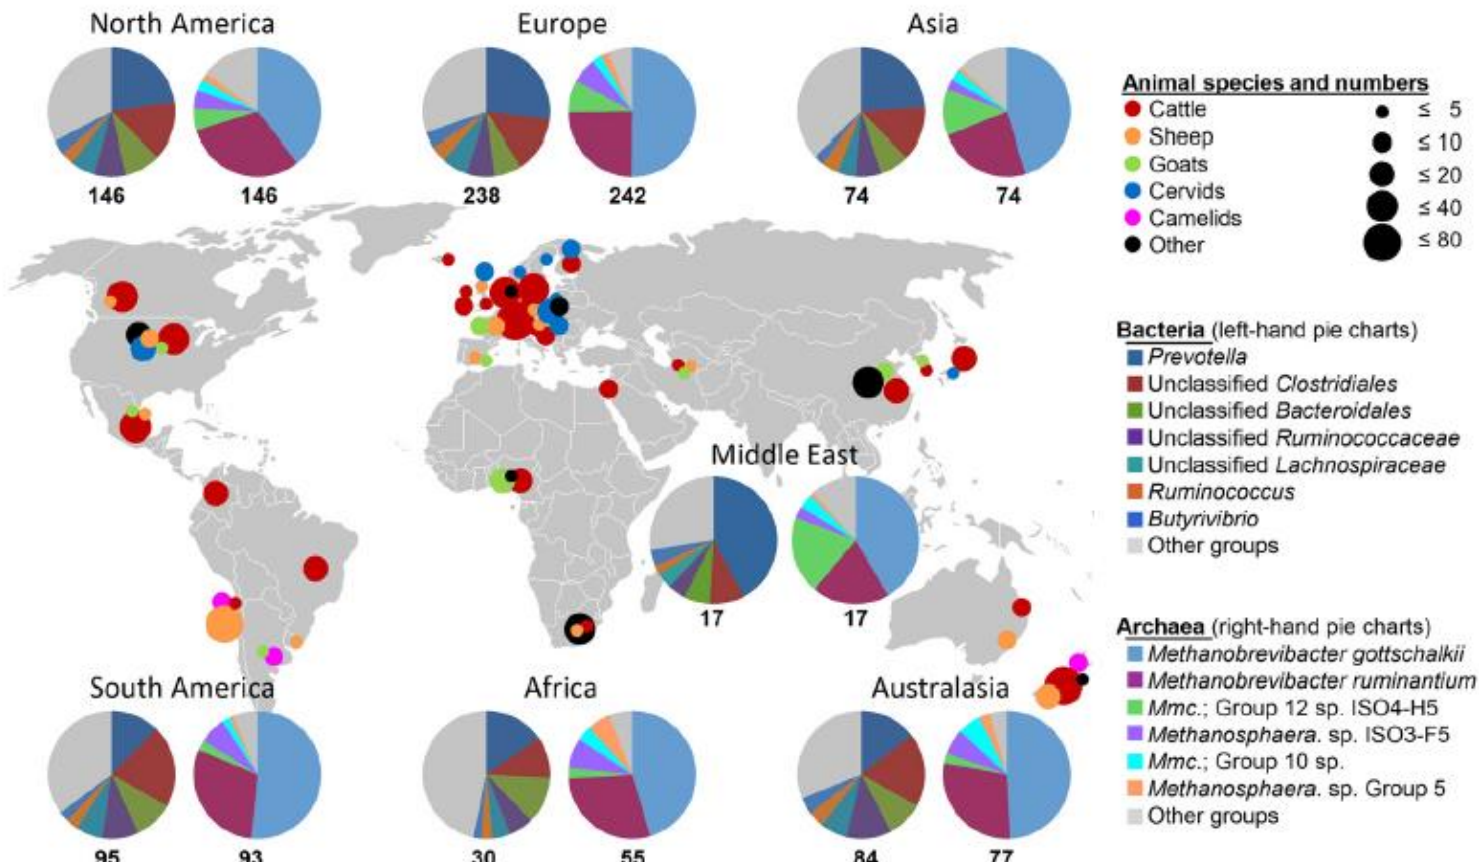 North America
Europe
Asia
146 146
238 242
74 74
Animal species and numbers
Cattle ≤ 5
Sheep ≤ 10
Goats ≤ 20
Cervids ≤ 40
Camelids ≤ 80
Other
Bacteria (left-hand pie charts)
Prevotella
Unclassified Clostridiales
Unclassified Bacteroidales
Unclassified Ruminococcaceae
Unclassified Lachnospiraceae
Ruminococcus
Butyrivibrio
Other groups
Middle East
17 17
Archaea (right-hand pie charts)
Methanobrevibacter gottschalkii
Methanobrevibacter ruminantium
Mmc.; Group 12 sp. ISO4-H5
Methanosphaera. sp. ISO3-F5
Mmc.; Group 10 sp.
Methanosphaera. sp. Group 5
Other groups
South America
Africa
Australasia
95 93
30 55
84 77